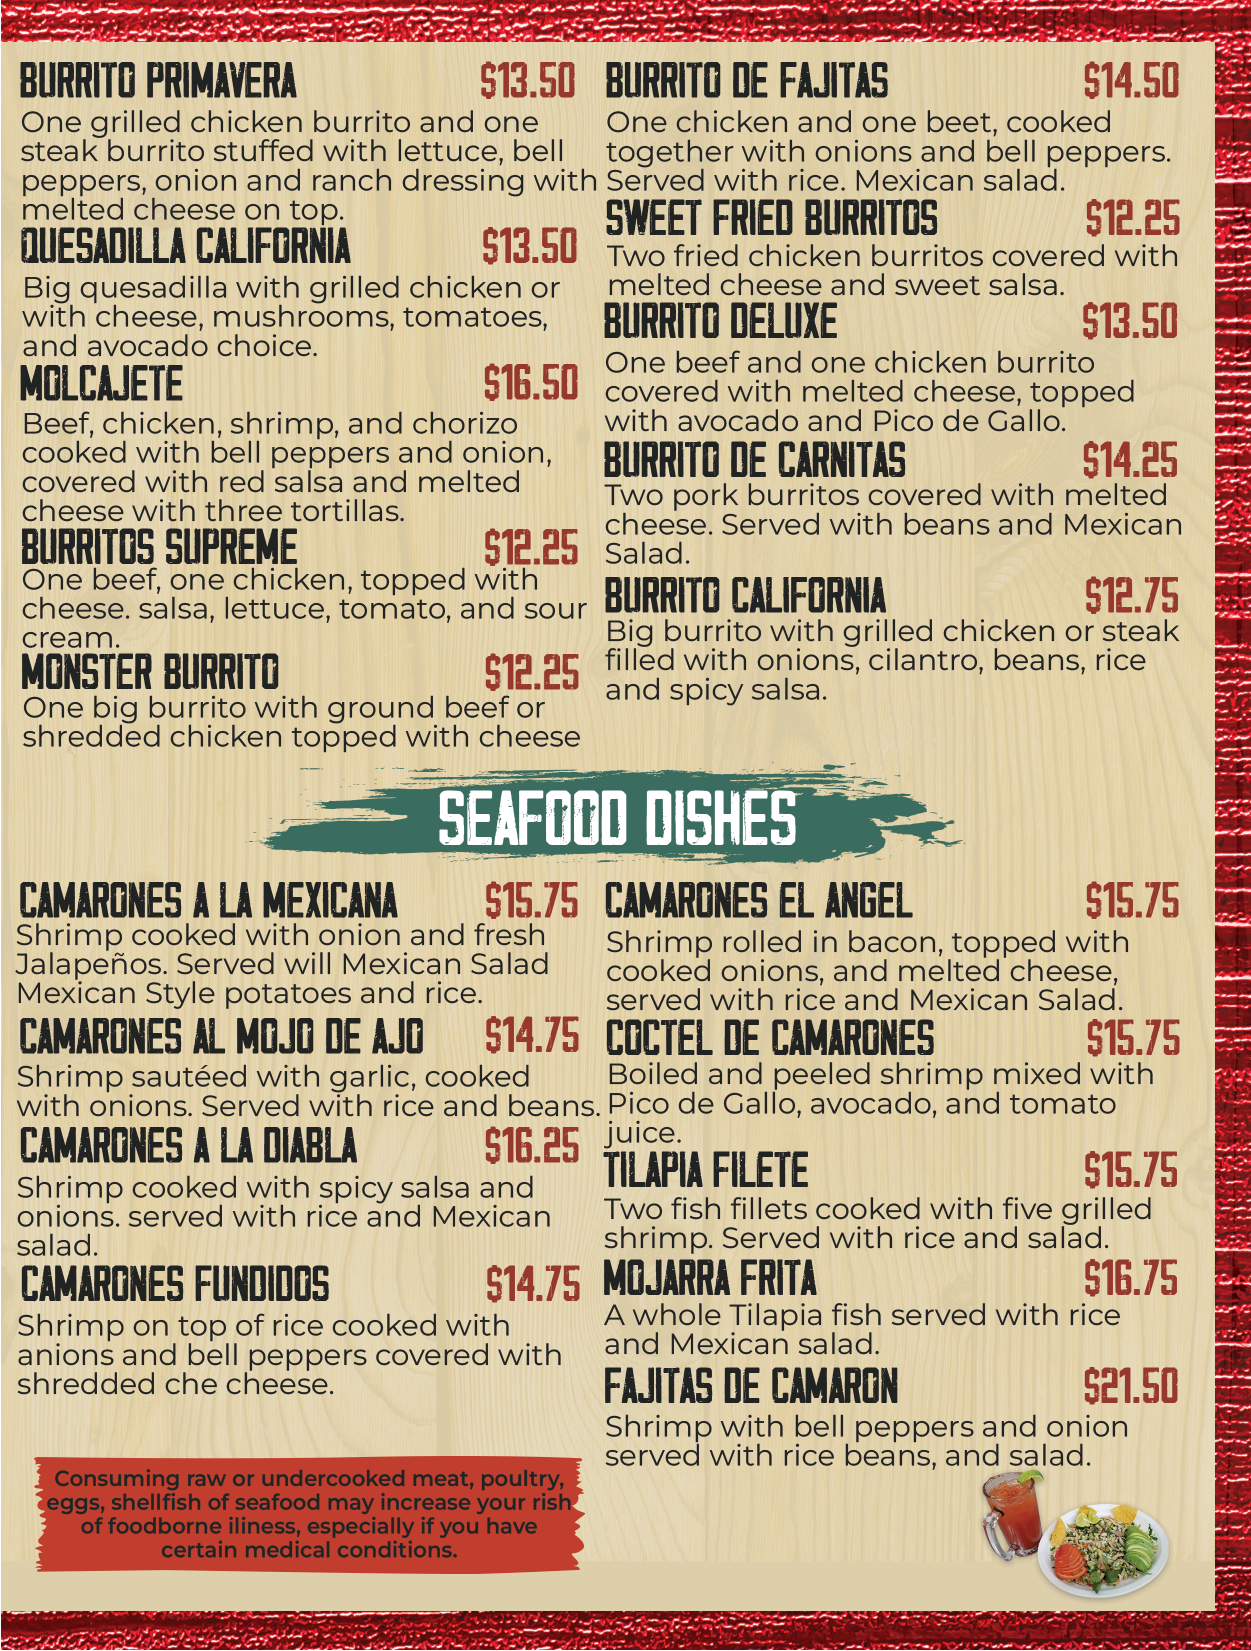 BURRITO PRIMAVERA $13.50
One grilled chicken burrito and one
steak burrito stuffed with lettuce, bell
peppers, onion and ranch dressing with
melted cheese on top.
QUESADILLA CALIFORNIA $13.50
Big quesadilla with grilled chicken or
with cheese, mushrooms, tomatoes,
and avocado choice.
MOLCAJETE $16.50
Beef, chicken, shrimp, and chorizo
cooked with bell peppers and onion,
covered with red salsa and melted
cheese with three tortillas.
BURRITOS SUPREME $12.25
One beef, one chicken, topped with
cheese. salsa, lettuce, tomato, and sour
cream.
MONSTER BURRITO $12.25
One big burrito with ground beef or
shredded chicken topped with cheese
BURRITO DE FAJITAS $14.50
One chicken and one beet, cooked
together with onions and bell peppers.
Served with rice. Mexican salad.
SWEET FRIED BURRITOS $12.25
Two fried chicken burritos covered with
melted cheese and sweet salsa.
BURRITO DELUXE $13.50
One beef and one chicken burrito
covered with melted cheese, topped
with avocado and Pico de Gallo.
BURRITO DE CARNITAS $14.25
Two pork burritos covered with melted
cheese. Served with beans and Mexican
Salad.
BURRITO CALIFORNIA $12.75
Big burrito with grilled chicken or steak
filled with onions, cilantro, beans, rice
and spicy salsa.
SEAFOOD DISHES
CAMARONES A LA MEXICANA $15.75
Shrimp cooked with onion and fresh
Jalapeños. Served will Mexican Salad
Mexican Style potatoes and rice.
CAMARONES AL MOJO DE AJO $14.75
Shrimp sautéed with garlic, cooked
with onions. Served with rice and beans.
CAMARONES A LA DIABLA $16.25
Shrimp cooked with spicy salsa and
onions. served with rice and Mexican
salad.
CAMARONES FUNDIDOS $14.75
Shrimp on top of rice cooked with
anions and bell peppers covered with
shredded che cheese.
CAMARONES EL ANGEL $15.75
Shrimp rolled in bacon, topped with
cooked onions, and melted cheese,
served with rice and Mexican Salad.
COCTEL DE CAMARONES $15.75
Boiled and peeled shrimp mixed with
Pico de Gallo, avocado, and tomato
juice.
TILAPIA FILETE $15.75
Two fish fillets cooked with five grilled
shrimp. Served with rice and salad.
MOJARRA FRITA $16.75
A whole Tilapia fish served with rice
and Mexican salad.
FAJITAS DE CAMARON $21.50
Shrimp with bell peppers and onion
served with rice beans, and salad.
Consuming raw or undercooked meat, poultry,
eggs, shellfish of seafood may increase your rish
of foodborne iliness, especially if you have
certain medical conditions.